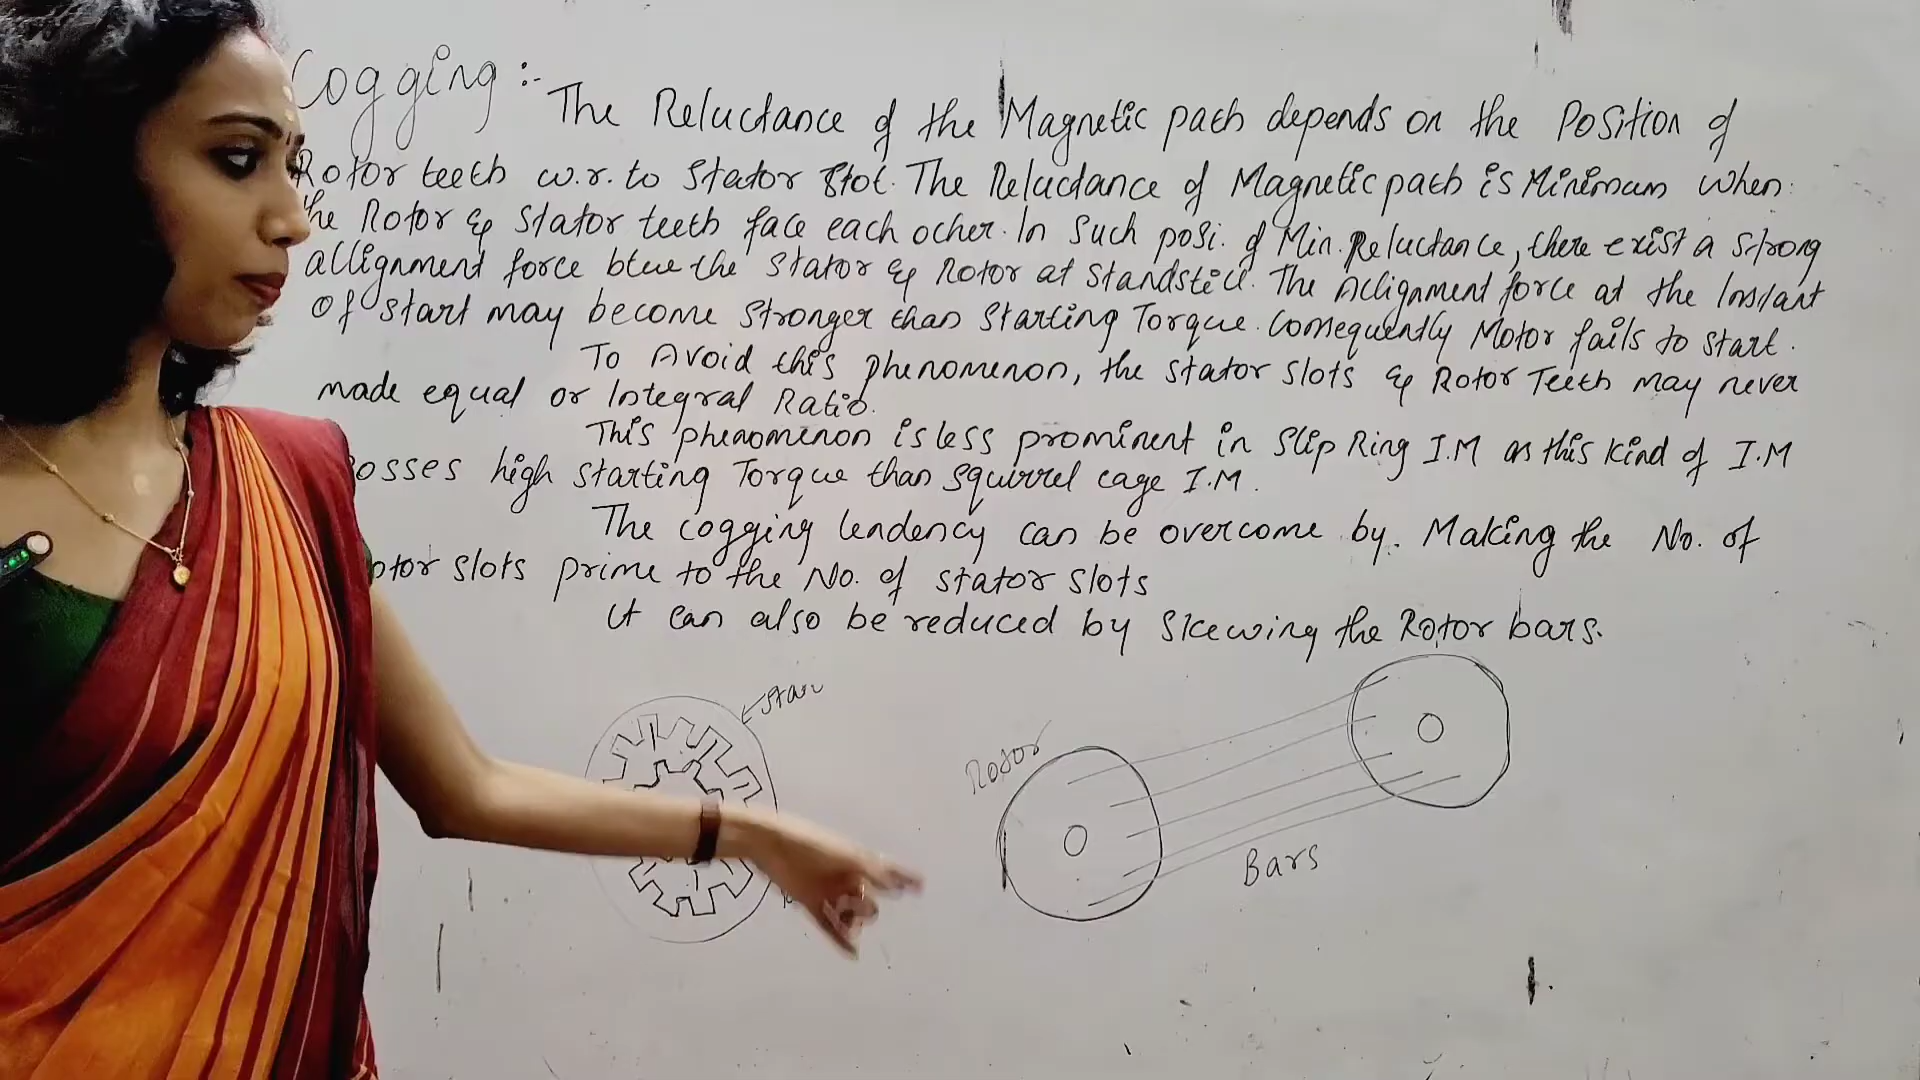 Cogging :-
The Reluctance of the Magnetic path depends on the Position of
Rotor teeth w.r. to Stator Slot. The Reluctance of Magnetic path is Minimum when
the Rotor & Stator teeth face each other. In Such posi. of Min. Reluctance, there exist a strong
allignment force btwe the Stator & Rotor at Standstill. The Allignment force at the Instant
Of start may become Stronger than Starting Torque. Consequently Motor fails to Start.
To Avoid this phenomenon, the stator slots & Rotor Teeth may never
made equal or Integral Ratio.
This phenomenon is less prominent in Slip Ring I.M as this kind of I.M
osses high Starting Torque than Squirrel cage I.M.
The cogging tendency can be overcome by. Making the No. of
otor slots prime to the No. of stator slots
It can also be reduced by Skewing the Rotor bars.
Rotor
Bars